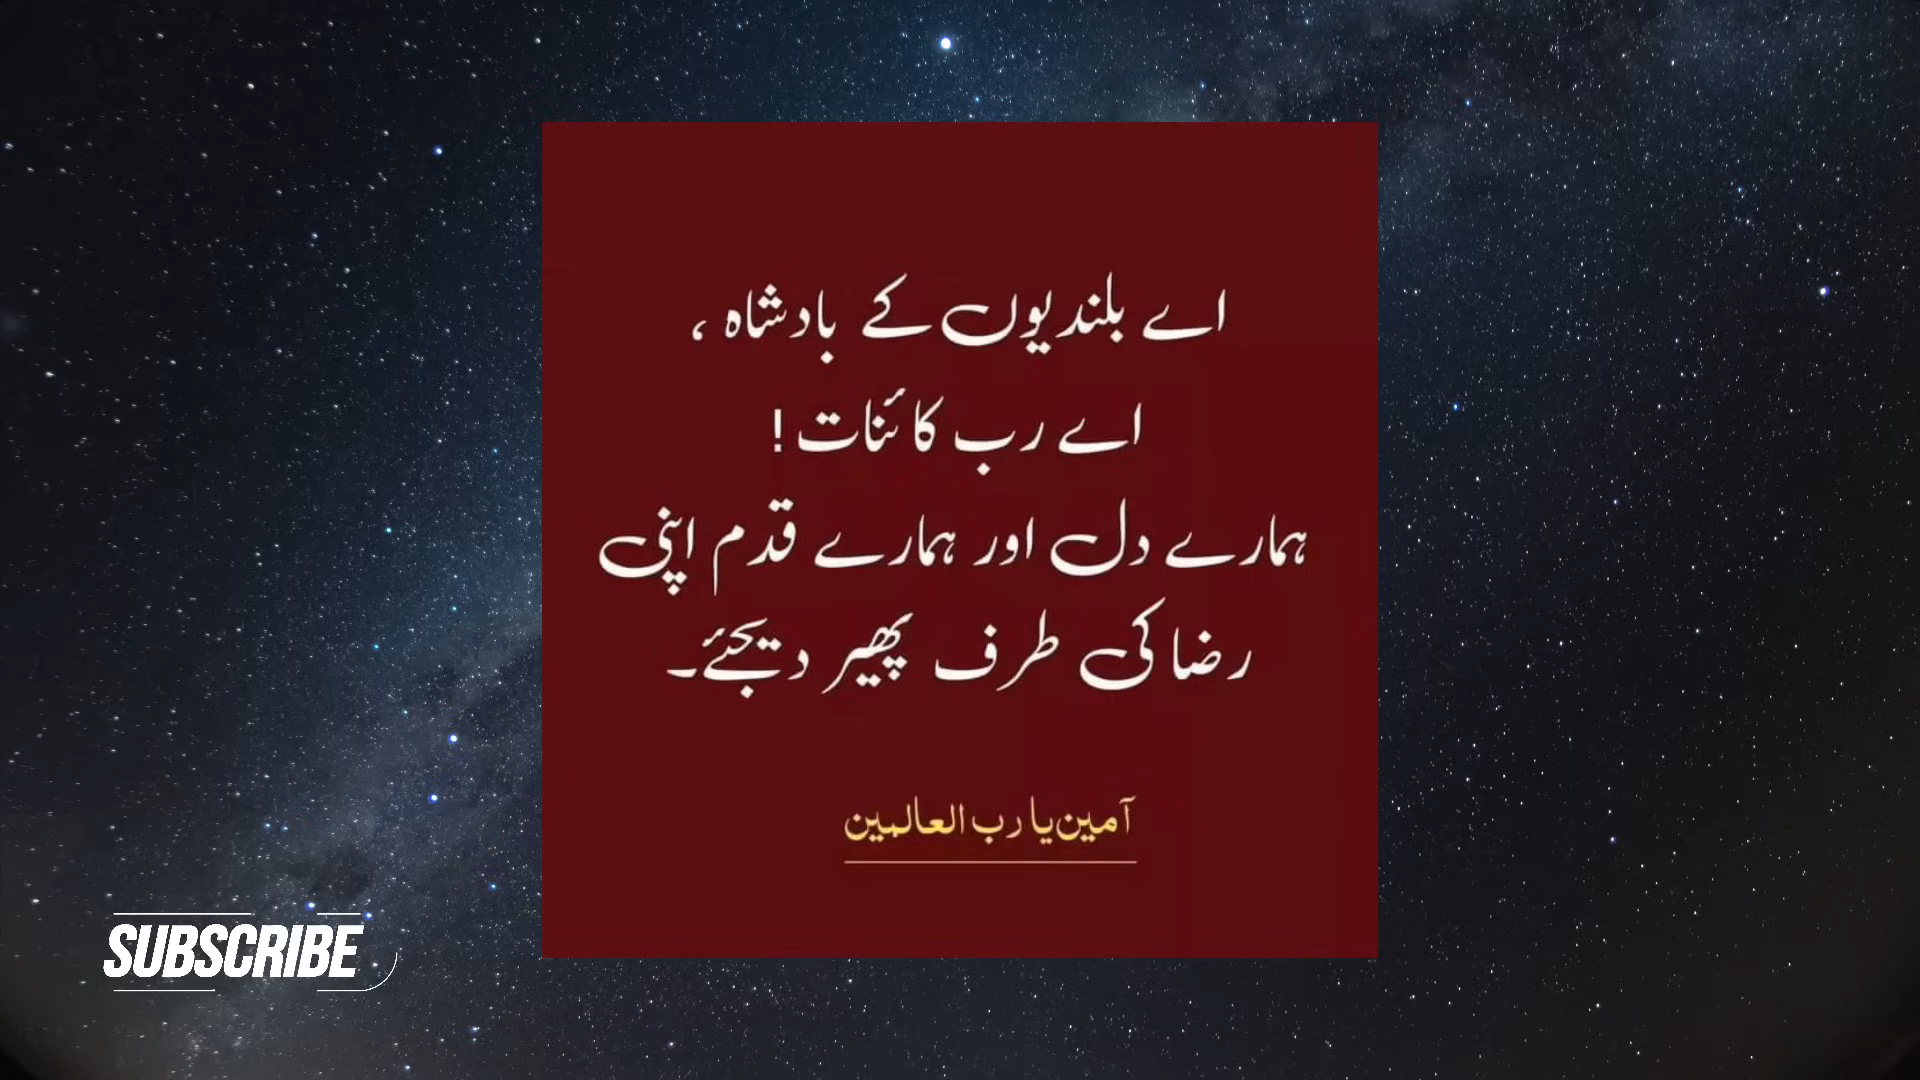 اے بلندیوں کے بادشاہ ،
اے رب کائنات !
ہمارے دل اور ہمارے قدم اپنی
رضا کی طرف پھیر دیجئے۔
آمین یا رب العالمین
SUBSCRIBE